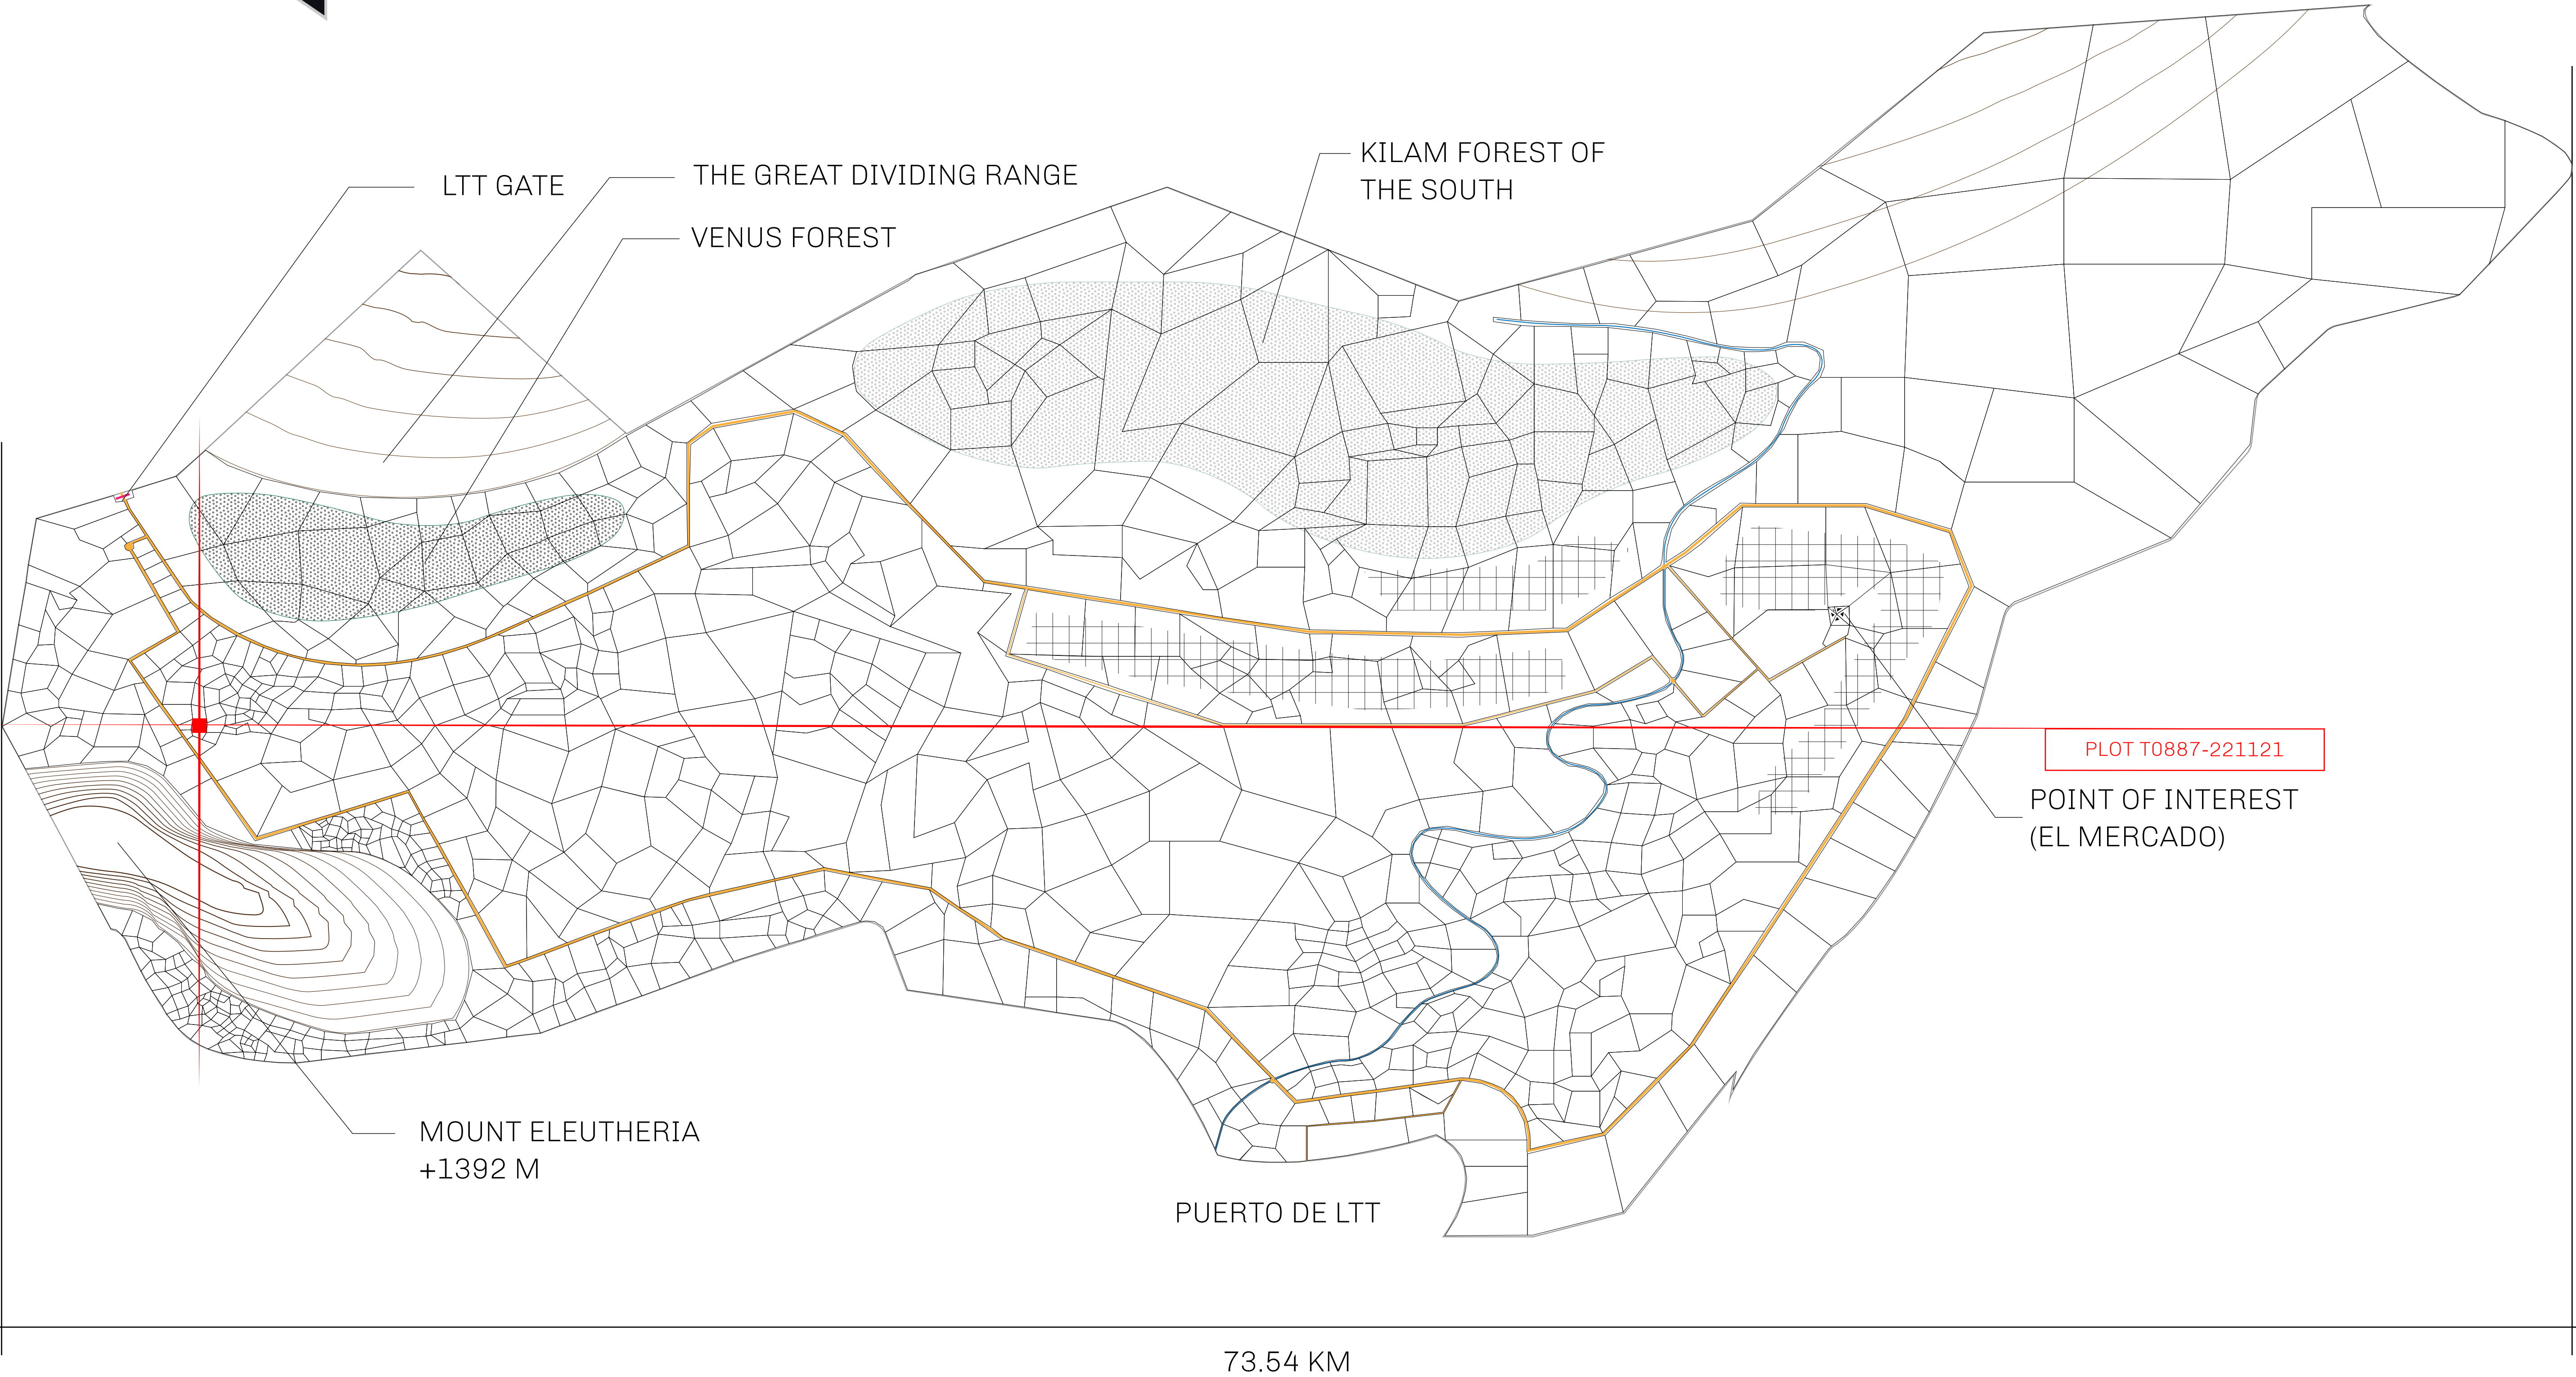 KILAM FOREST OF
THE SOUTH
THE GREAT DIVIDING RANGE
LTT GATE
VENUS FOREST
PLOT T0887-221121
POINT OF INTEREST
(EL MERCADO)
MOUNT ELEUTHERIA
+1392 M
PUERTO DE LTT
73.54 KM